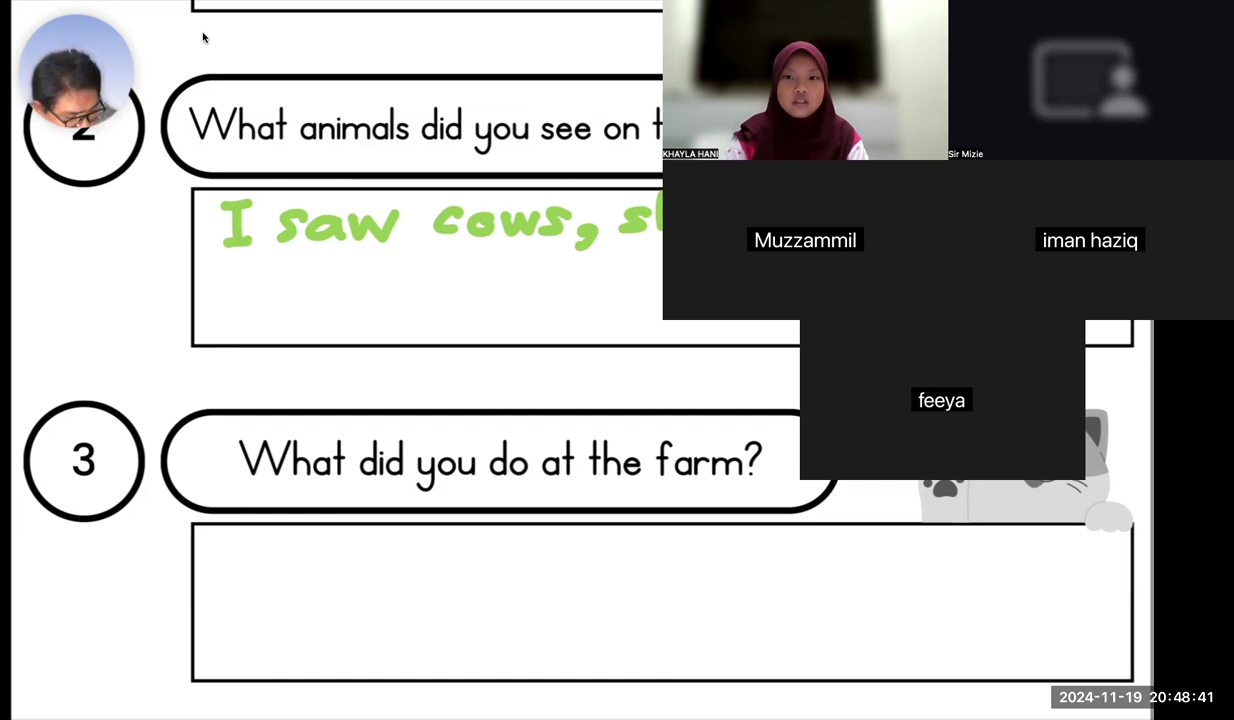 2
What animals did you see on t
I saw cows, s
3
What did you do at the farm?
KHAYLA HANI
Sir Mizie
Muzzammil
iman haziq
feeya
2024-11-19 20:48:41